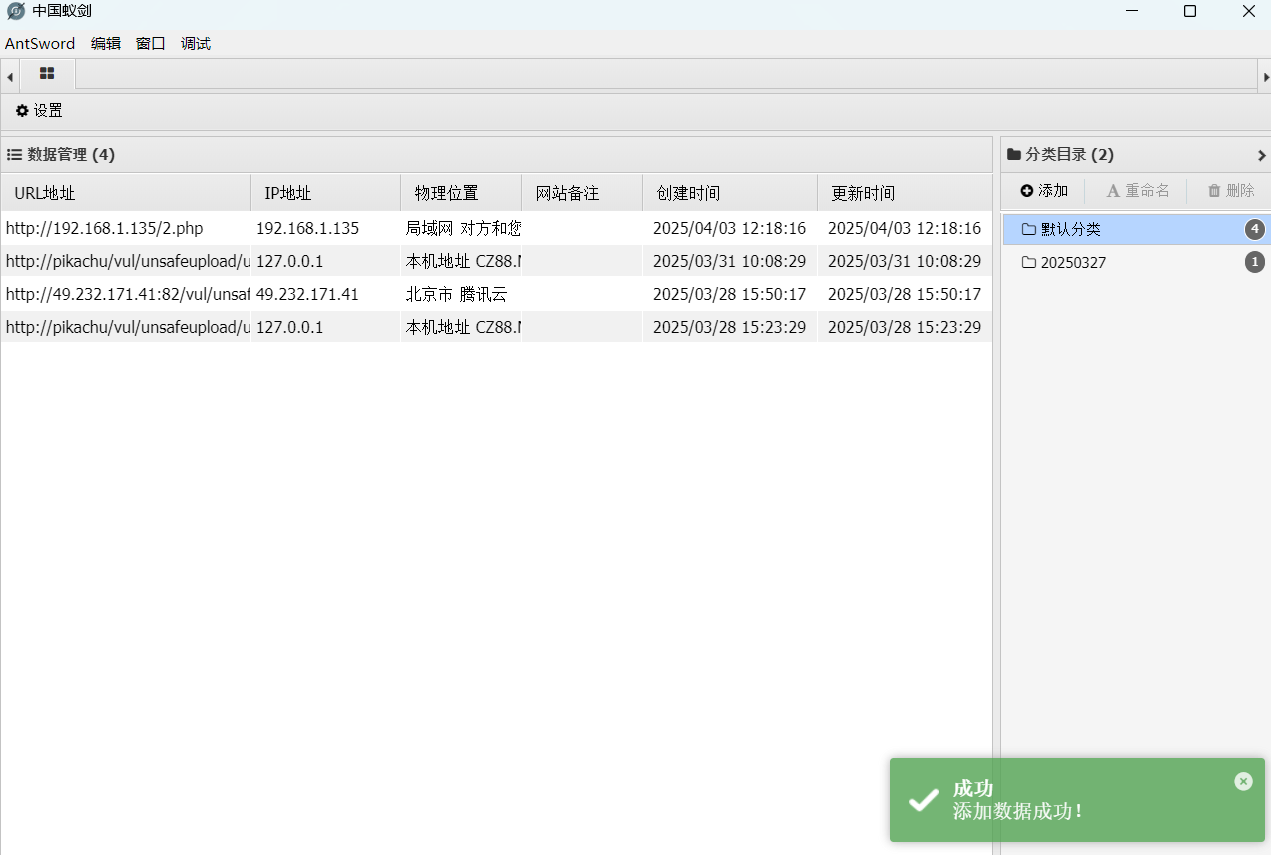 中国蚁剑
AntSword 编辑 窗口 调试
设置
数据管理 (4)
URL地址 IP地址 物理位置 网站备注 创建时间 更新时间
http://192.168.1.135/2.php 192.168.1.135 局域网 对方和您 2025/04/03 12:18:16 2025/04/03 12:18:16
http://pikachu/vul/unsafeupload/u 127.0.0.1 本机地址 CZ88.N 2025/03/31 10:08:29 2025/03/31 10:08:29
http://49.232.171.41:82/vul/unsaf 49.232.171.41 北京市 腾讯云 2025/03/28 15:50:17 2025/03/28 15:50:17
http://pikachu/vul/unsafeupload/u 127.0.0.1 本机地址 CZ88.N 2025/03/28 15:23:29 2025/03/28 15:23:29
分类目录 (2)
添加 重命名 删除
默认分类 4
20250327 1
成功
添加数据成功!